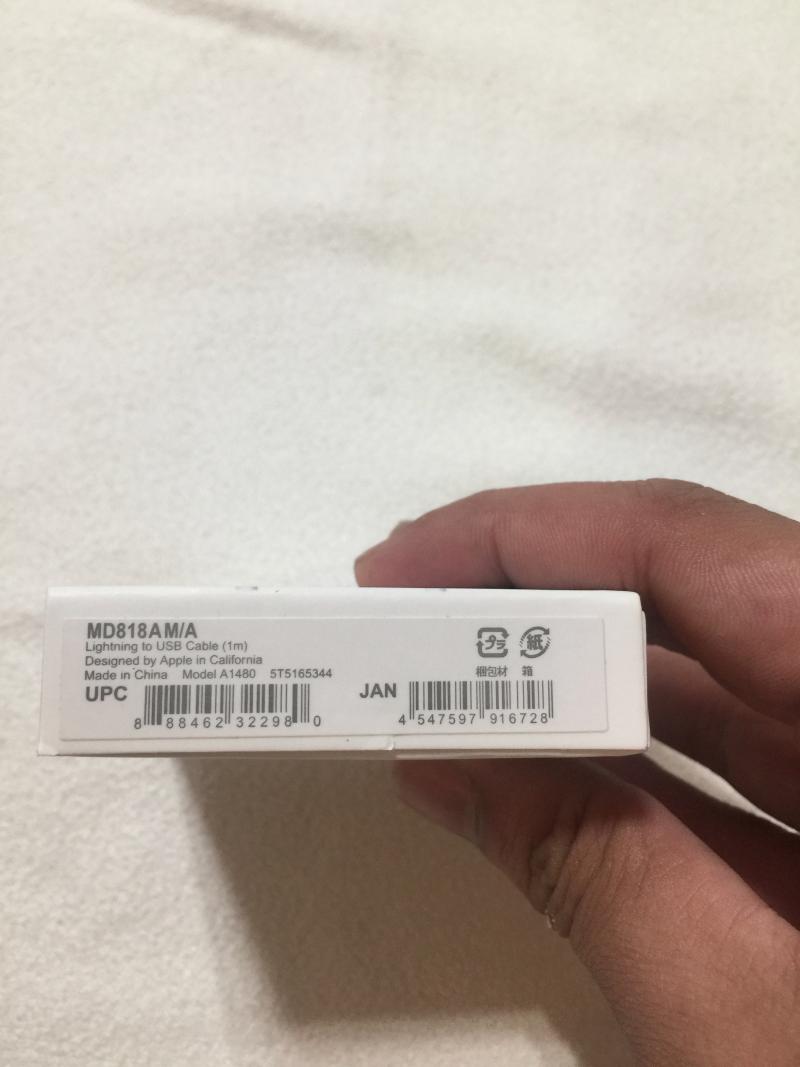 MD818AM/A
Lightning to USB Cable (1m)
Designed by Apple in California
Made in China Model A1480 5T5165344
プラ 紙
梱包材 箱
UPC
8 88462 32298 0
JAN
4 547597 916728